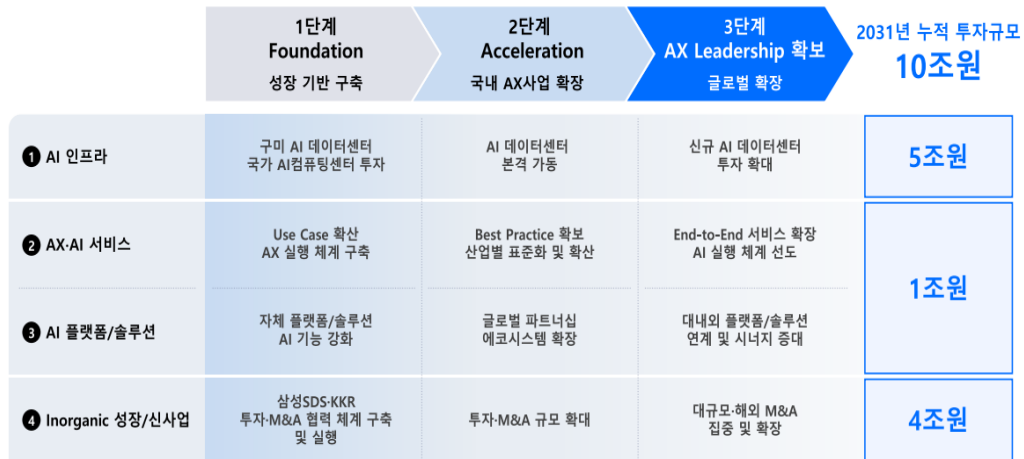 1단계
Foundation
성장 기반 구축
2단계
Acceleration
국내 AX사업 확장
3단계
AX Leadership 확보
글로벌 확장
2031년 누적 투자규모
10조원
1 AI 인프라
구미 AI 데이터센터
국가 AI컴퓨팅센터 투자
AI 데이터센터
본격 가동
신규 AI 데이터센터
투자 확대
5조원
2 AX·AI 서비스
Use Case 확산
AX 실행 체계 구축
Best Practice 확보
산업별 표준화 및 확산
End-to-End 서비스 확장
AI 실행 체계 선도
1조원
3 AI 플랫폼/솔루션
자체 플랫폼/솔루션
AI 기능 강화
글로벌 파트너십
에코시스템 확장
대내외 플랫폼/솔루션
연계 및 시너지 증대
4 Inorganic 성장/신사업
삼성SDS·KKR
투자·M&A 협력 체계 구축
및 실행
투자·M&A 규모 확대
대규모·해외 M&A
집중 및 확장
4조원